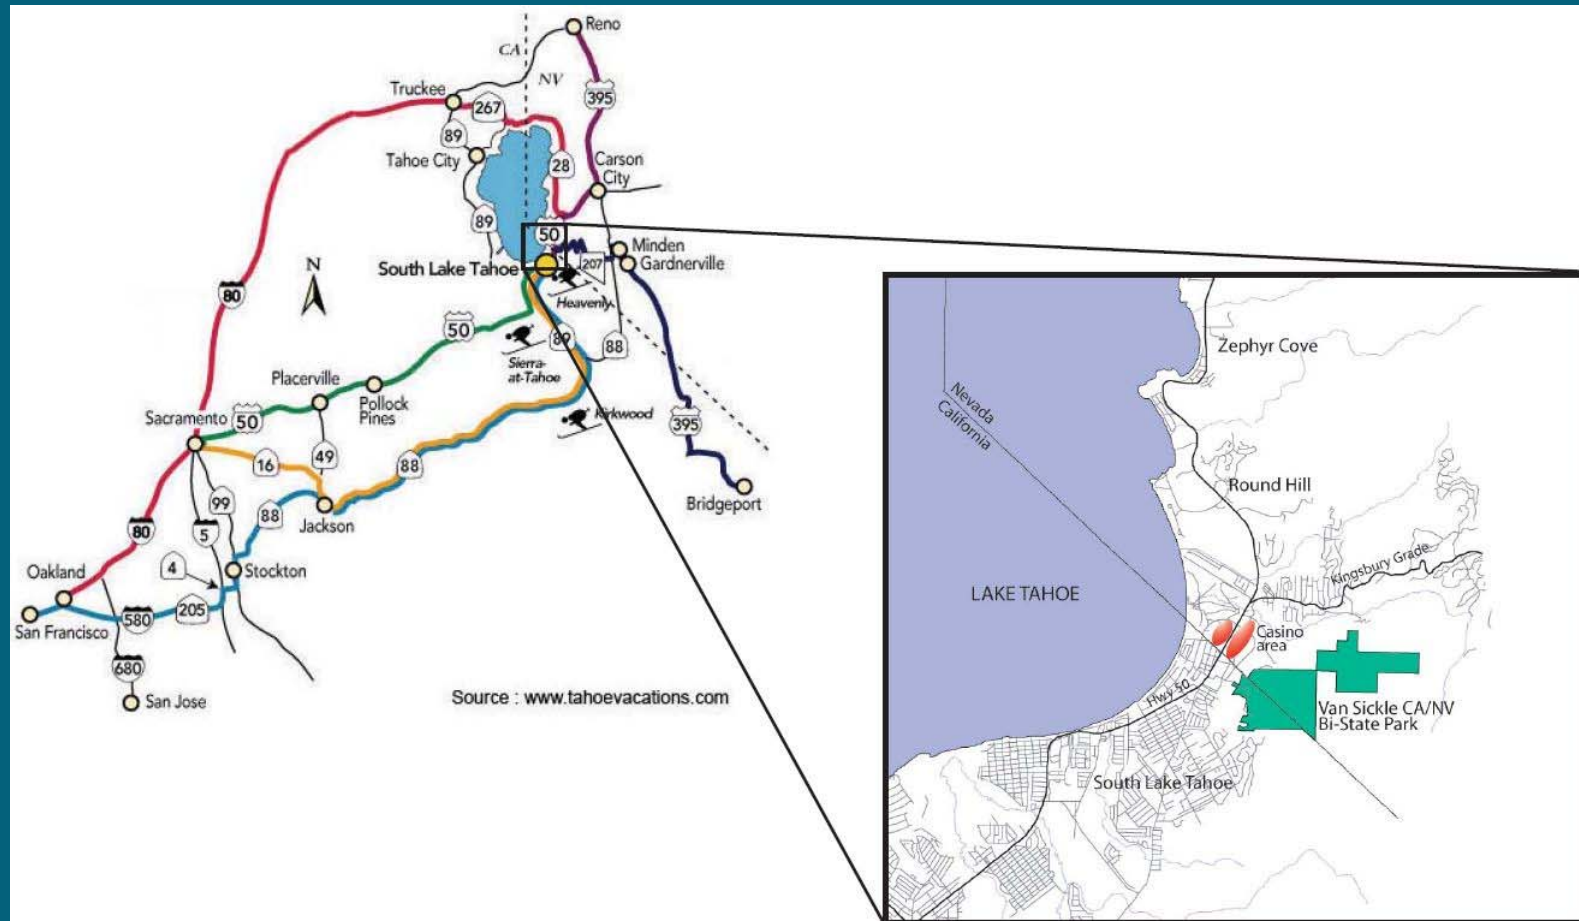 Reno
CA
NV
Truckee
267
395
89
Tahoe City
28
Carson
City
89
50
Minden
Gardnerville
South Lake Tahoe
207
N
80
Heavenly
50
89
88
Sierra-
at-Tahoe
Placerville
Pollock
Pines
Kirkwood
Sacramento
50
395
16
49
88
99
88
Bridgeport
Jackson
80
5
4
Stockton
Oakland
205
580
San Francisco
680
San Jose
Source : www.tahoevacations.com
Zephyr Cove
Nevada
California
Round Hill
Kingsbury Grade
LAKE TAHOE
Casino
area
Hwy 50
Van Sickle CA/NV
Bi-State Park
South Lake Tahoe